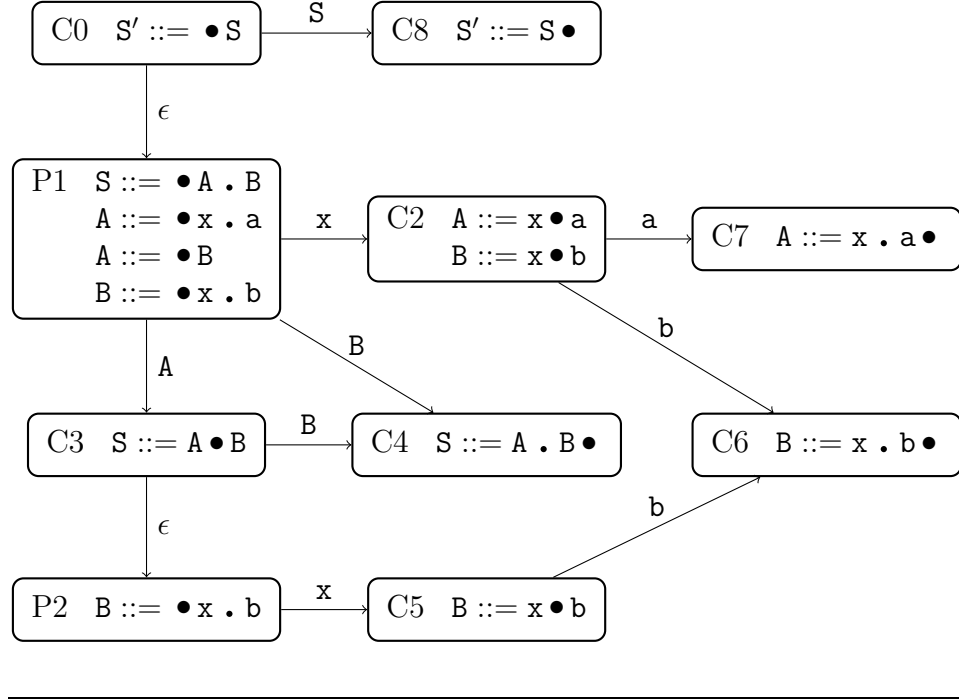 S
C0 S′ ::= •S
C8 S′ ::= S•
ϵ
P1 S ::= •A . B
A ::= •x . a
A ::= •B
B ::= •x . b
x
C2 A ::= x•a
B ::= x•b
a
C7 A ::= x . a•
b
A
B
C3 S ::= A•B
B
C4 S ::= A . B•
C6 B ::= x . b•
ϵ
b
P2 B ::= •x . b
x
C5 B ::= x•b